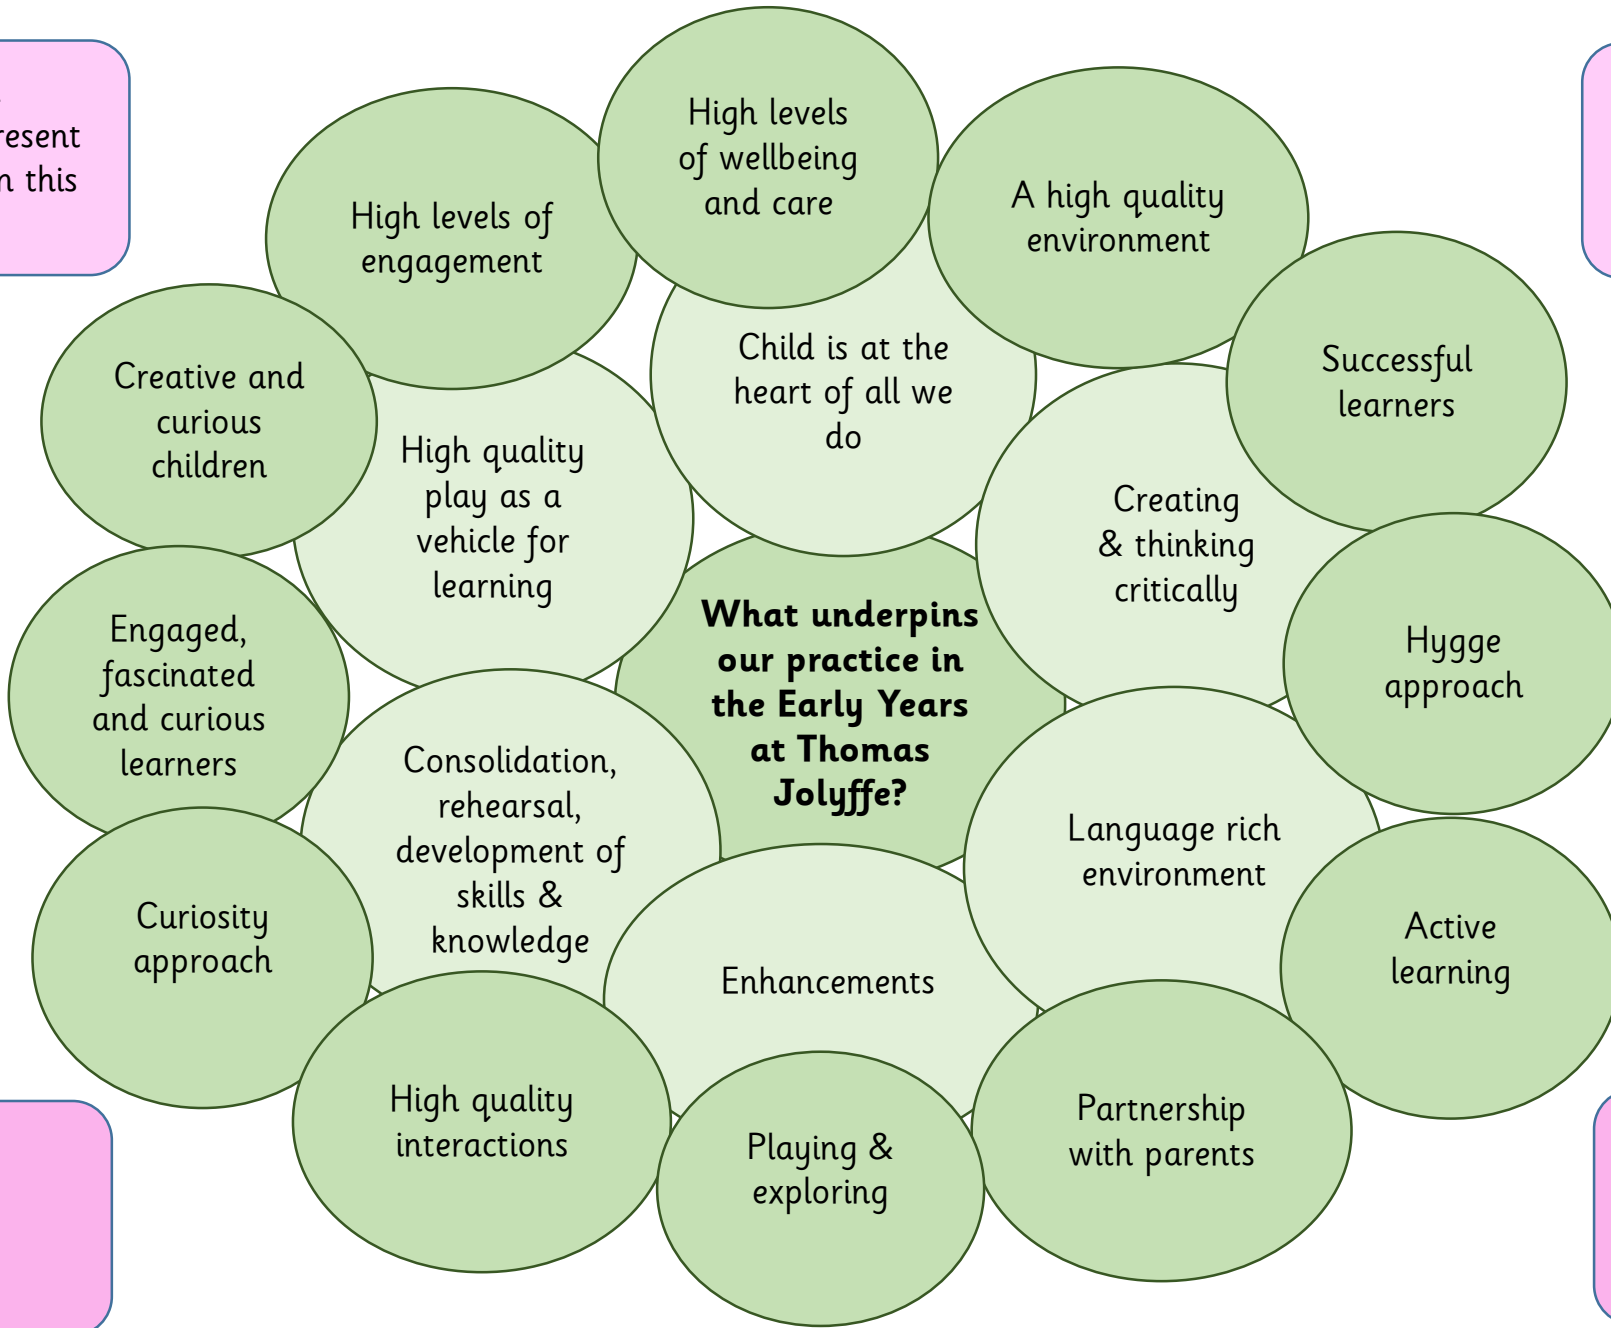 resent
n this
High levels
of wellbeing
and care
High levels of
engagement
A high quality
environment
Creative and
curious
children
Child is at the
heart of all we
do
Successful
learners
High quality
play as a
vehicle for
learning
Creating
& thinking
critically
What underpins
our practice in
the Early Years
at Thomas
Jolyffe?
Engaged,
fascinated
and curious
learners
Hygge
approach
Consolidation,
rehearsal,
development of
skills &
knowledge
Language rich
environment
Curiosity
approach
Enhancements
Active
learning
High quality
interactions
Playing &
exploring
Partnership
with parents